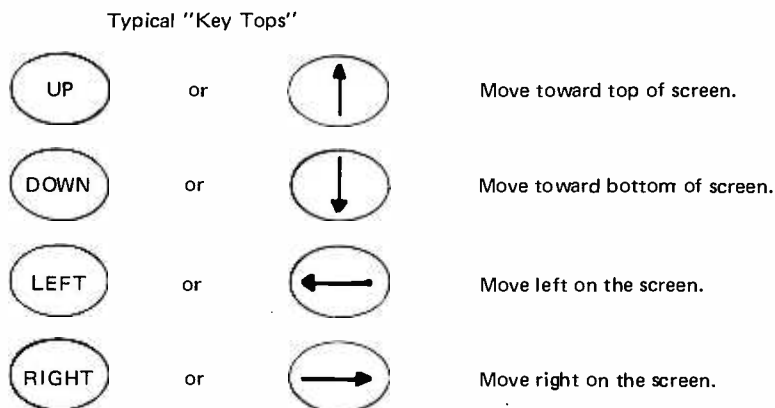 Typical "Key Tops"
UP or Move toward top of screen.
DOWN or Move toward bottom of screen.
LEFT or Move left on the screen.
RIGHT or Move right on the screen.